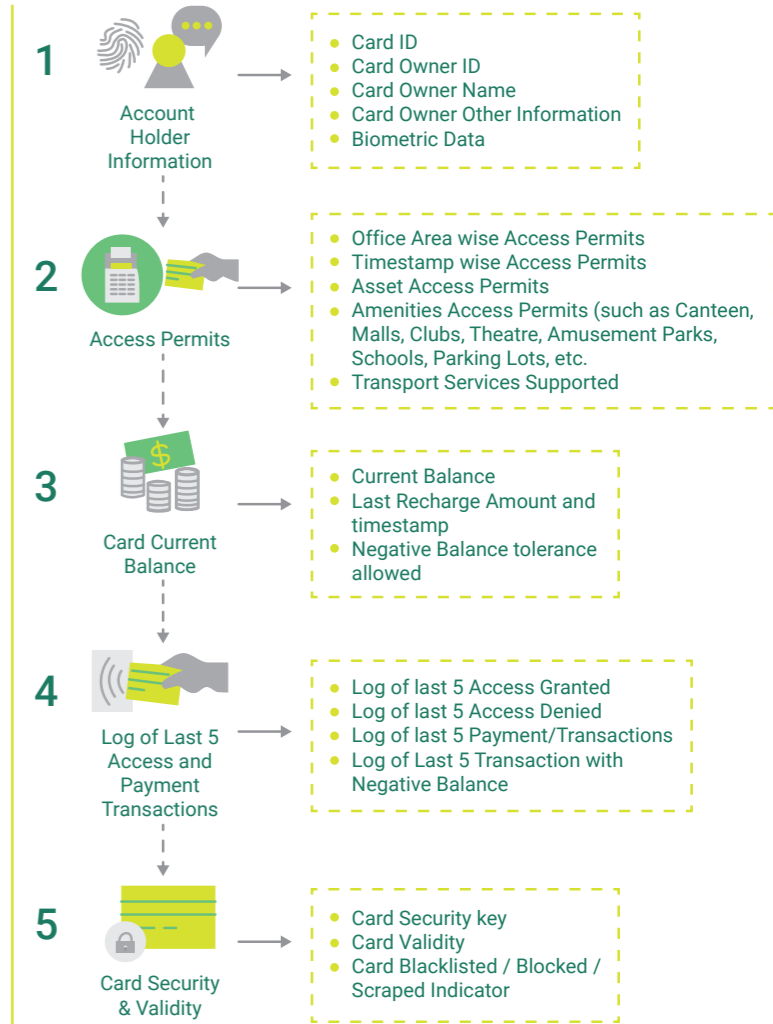 1
Account
Holder
Information
• Card ID
• Card Owner ID
• Card Owner Name
• Card Owner Other Information
• Biometric Data
2
Access Permits
• Office Area wise Access Permits
• Timestamp wise Access Permits
• Asset Access Permits
• Amenities Access Permits (such as Canteen,
Malls, Clubs, Theatre, Amusement Parks,
Schools, Parking Lots, etc.
• Transport Services Supported
$
3
Card Current
Balance
• Current Balance
• Last Recharge Amount and
timestamp
• Negative Balance tolerance
allowed
4
Log of Last 5
Access and
Payment
Transactions
• Log of last 5 Access Granted
• Log of last 5 Access Denied
• Log of last 5 Payment/Transactions
• Log of Last 5 Transaction with
Negative Balance
5
Card Security
& Validity
• Card Security key
• Card Validity
• Card Blacklisted / Blocked /
Scraped Indicator